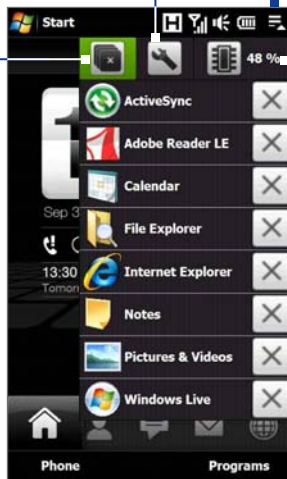 Start H
48 %
ActiveSync
Adobe Reader LE
Calendar
Sep 3
File Explorer
13:30
Internet Explorer
Tomor
Notes
Pictures & Videos
Windows Live
Phone Programs